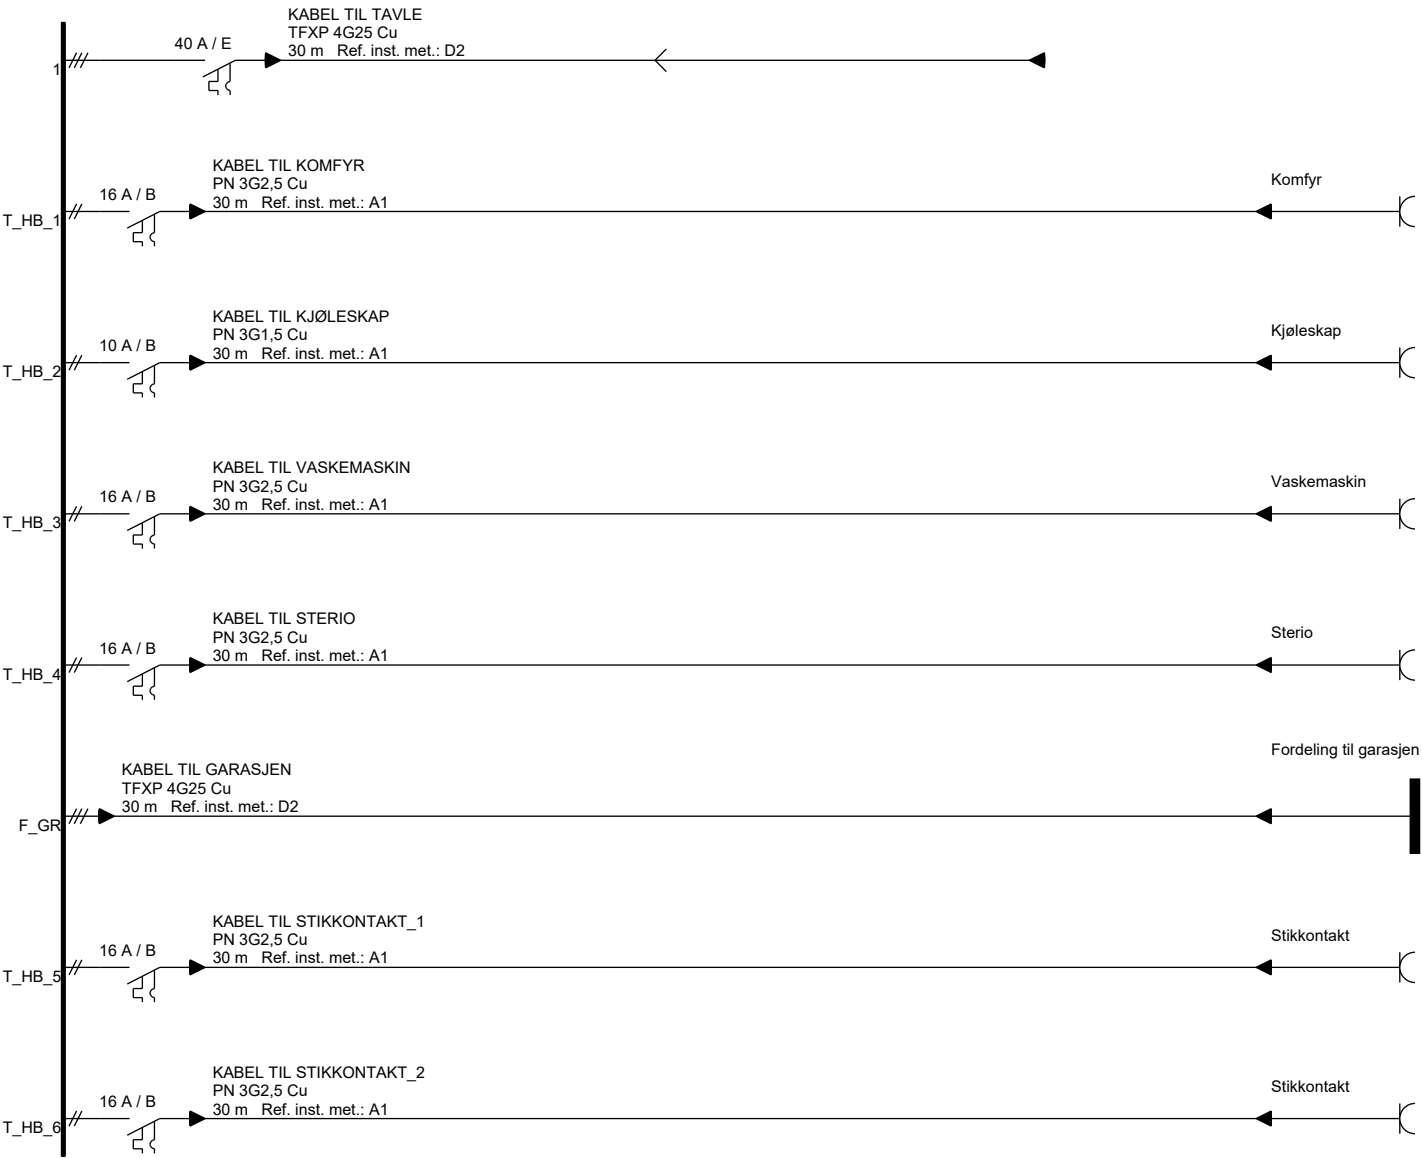 KABEL TIL TAVLE
TFXP 4G25 Cu
40 A / E
30 m Ref. inst. met.: D2
1
KABEL TIL KOMFYR
PN 3G2,5 Cu
16 A / B
30 m Ref. inst. met.: A1
Komfyr
T_HB_1
KABEL TIL KJØLESKAP
PN 3G1,5 Cu
10 A / B
30 m Ref. inst. met.: A1
Kjøleskap
T_HB_2
KABEL TIL VASKEMASKIN
PN 3G2,5 Cu
16 A / B
30 m Ref. inst. met.: A1
Vaskemaskin
T_HB_3
KABEL TIL STERIO
PN 3G2,5 Cu
16 A / B
30 m Ref. inst. met.: A1
Sterio
T_HB_4
KABEL TIL GARASJEN
TFXP 4G25 Cu
30 m Ref. inst. met.: D2
Fordeling til garasjen
F_GR
KABEL TIL STIKKONTAKT_1
PN 3G2,5 Cu
16 A / B
30 m Ref. inst. met.: A1
Stikkontakt
T_HB_5
KABEL TIL STIKKONTAKT_2
PN 3G2,5 Cu
16 A / B
30 m Ref. inst. met.: A1
Stikkontakt
T_HB_6